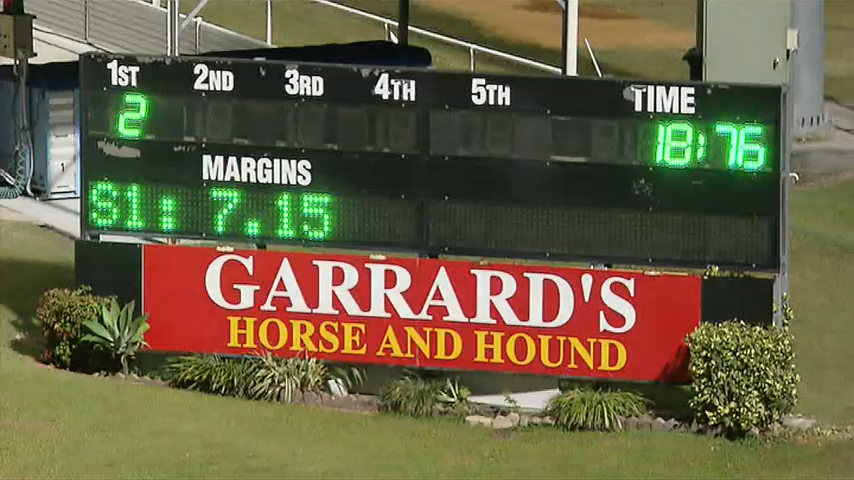 1ST 2ND 3RD 4TH 5TH TIME
2 18:76
MARGINS
S1: 7.15
GARRARD'S
HORSE AND HOUND